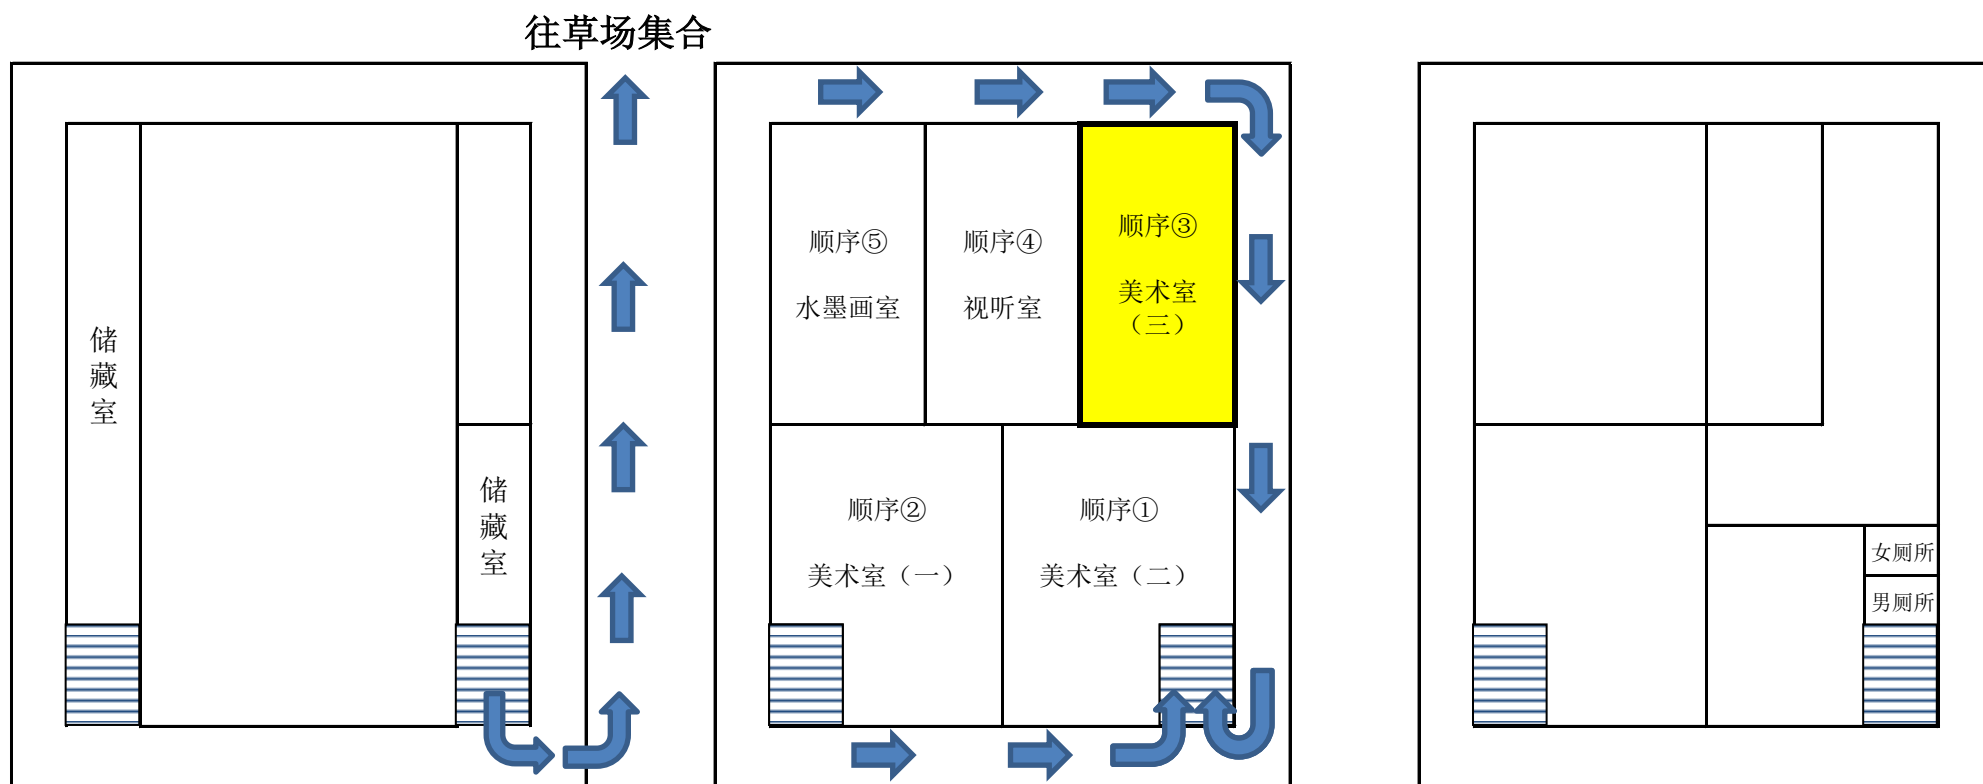 往草场集合
储
藏
室
储
藏
室
顺序⑤
水墨画室
顺序④
视听室
顺序③
美术室
（三）
顺序②
美术室（一）
顺序①
美术室（二）
女厕所
男厕所